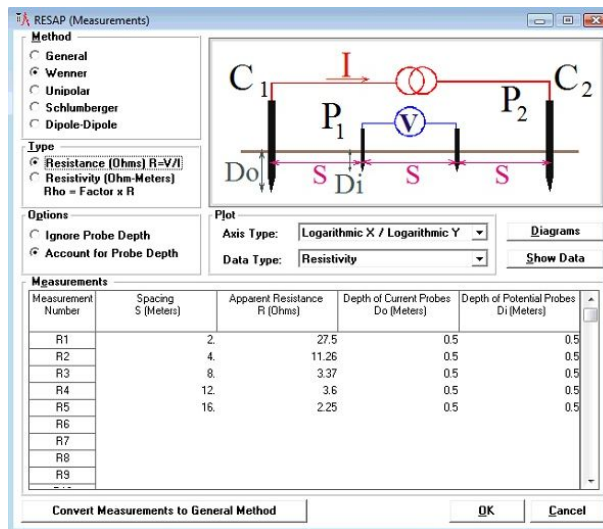 RESAP (Measurements)
Method
General
Wenner
Unipolar
Schlumberger
Dipole-Dipole
Type
Resistance (Ohms) R=V/I
Resistivity (Ohm-Meters)
Rho = Factor x R
Options
Ignore Probe Depth
Account for Probe Depth
C1 I C2
P1 V P2
Do S Di S S
Plot
Axis Type: Logarithmic X / Logarithmic Y
Data Type: Resistivity
Diagrams
Show Data
Measurements
Measurement Number Spacing S (Meters) Apparent Resistance R (Ohms) Depth of Current Probes Do (Meters) Depth of Potential Probes Di (Meters)
R1 2. 27.5 0.5 0.5
R2 4. 11.26 0.5 0.5
R3 8. 3.37 0.5 0.5
R4 12. 3.6 0.5 0.5
R5 16. 2.25 0.5 0.5
R6
R7
R8
R9
Convert Measurements to General Method OK Cancel